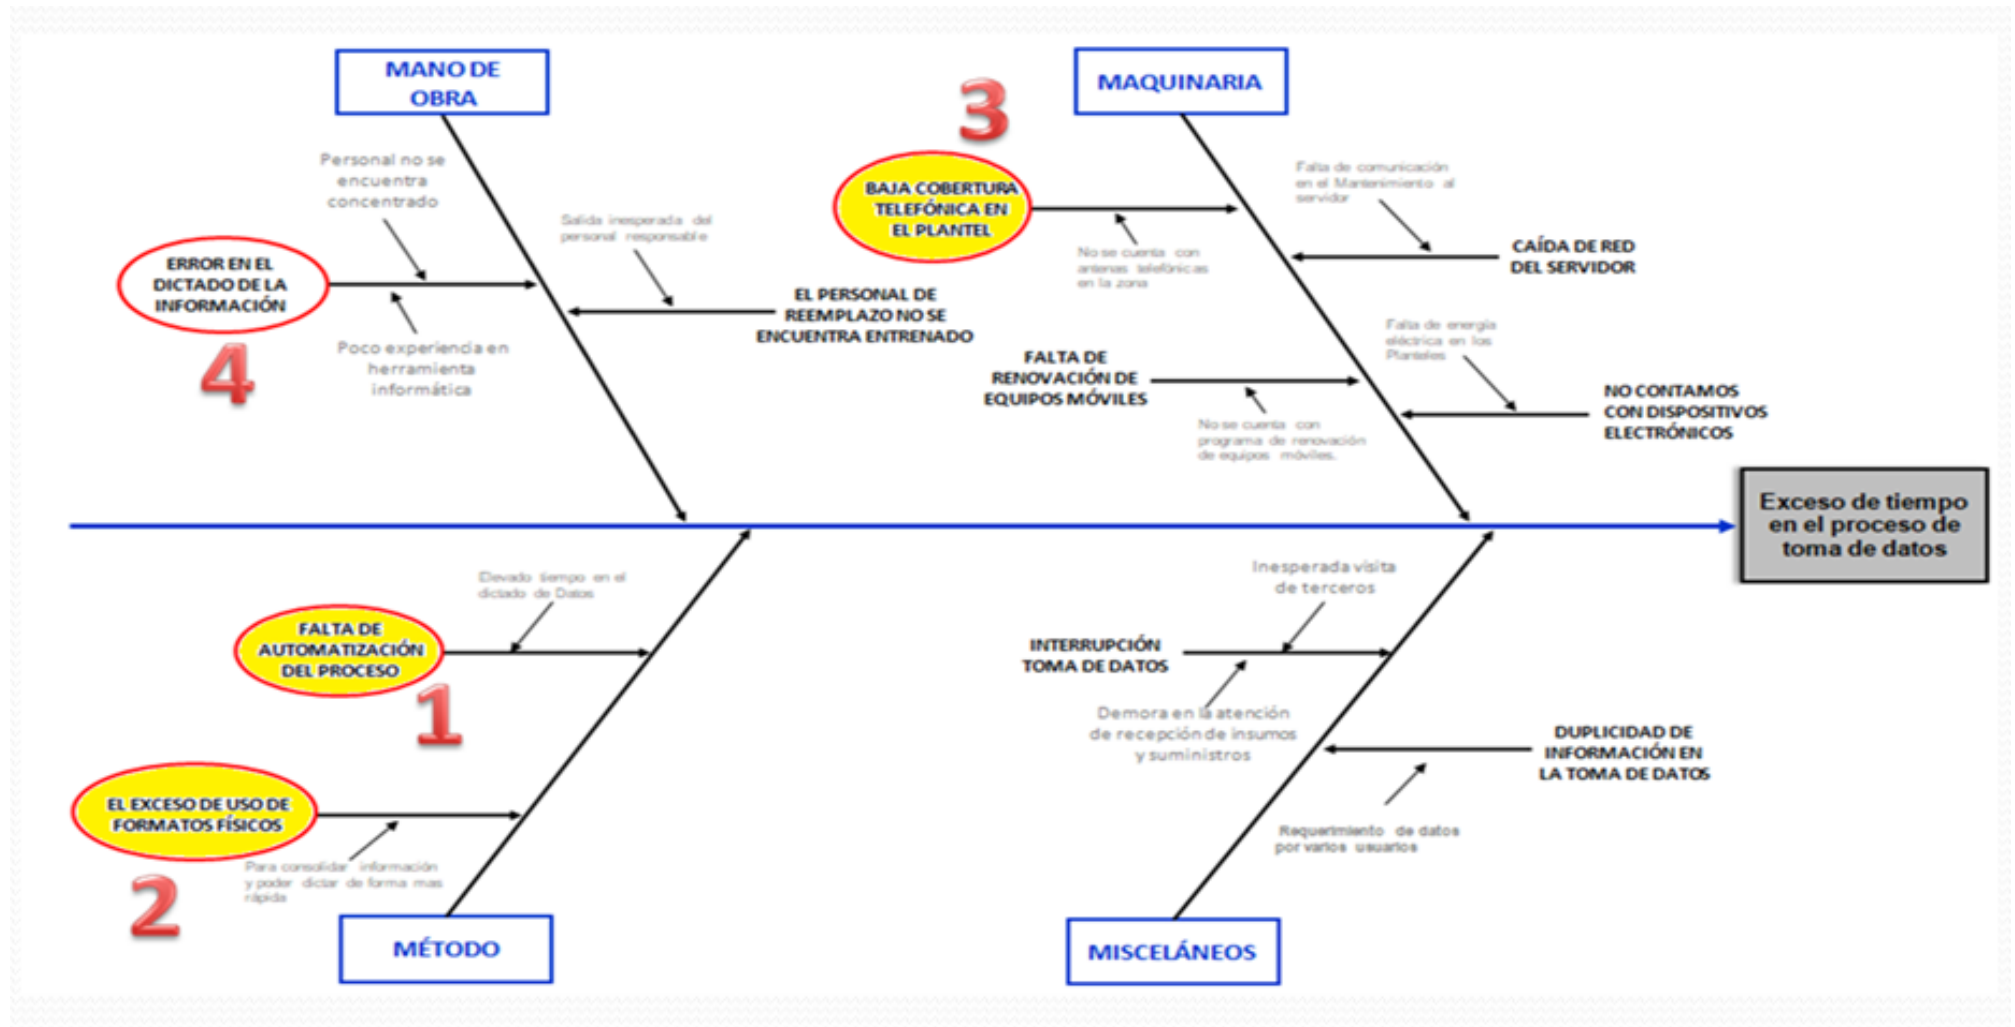 MANO DE
OBRA
MAQUINARIA
3
Personal no se
encuentra
concentrado
Salida inesperada del
personal responsable
ERROR EN EL
DICTADO DE LA
INFORMACIÓN
4
Poco experiencia en
herramienta
informática
EL PERSONAL DE
REEMPLAZO NO SE
ENCUENTRA ENTRENADO
BAJA COBERTURA
TELEFÓNICA EN
EL PLANTEL
No se cuenta con
antenas telefónicas
en la zona
Falta de comunicación
en el Mantenimiento al
servidor
CAÍDA DE RED
DEL SERVIDOR
FALTA DE
RENOVACIÓN DE
EQUIPOS MÓVILES
No se cuenta con
programa de renovación
de equipos móviles.
Falta de energía
eléctrica en los
Planteles
NO CONTAMOS
CON DISPOSITIVOS
ELECTRÓNICOS
Exceso de tiempo
en el proceso de
toma de datos
Elevado tiempo en el
dictado de Datos
FALTA DE
AUTOMATIZACIÓN
DEL PROCESO
1
EL EXCESO DE USO DE
FORMATOS FÍSICOS
2
Para consolidar información
y poder dictar de forma mas
rápida
MÉTODO
Inesperada visita
de terceros
INTERRUPCIÓN
TOMA DE DATOS
Demora en la atención
de recepción de insumos
y suministros
DUPLICIDAD DE
INFORMACIÓN EN
LA TOMA DE DATOS
Requerimiento de datos
por varios usuarios
MISCELÁNEOS